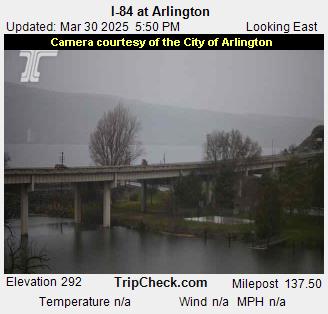 I-84 at Arlington
Updated: Mar 30 2025 5:50 PM Looking East
Camera courtesy of the City of Arlington
Elevation 292 TripCheck.com Milepost 137.50
Temperature n/a Wind n/a MPH n/a